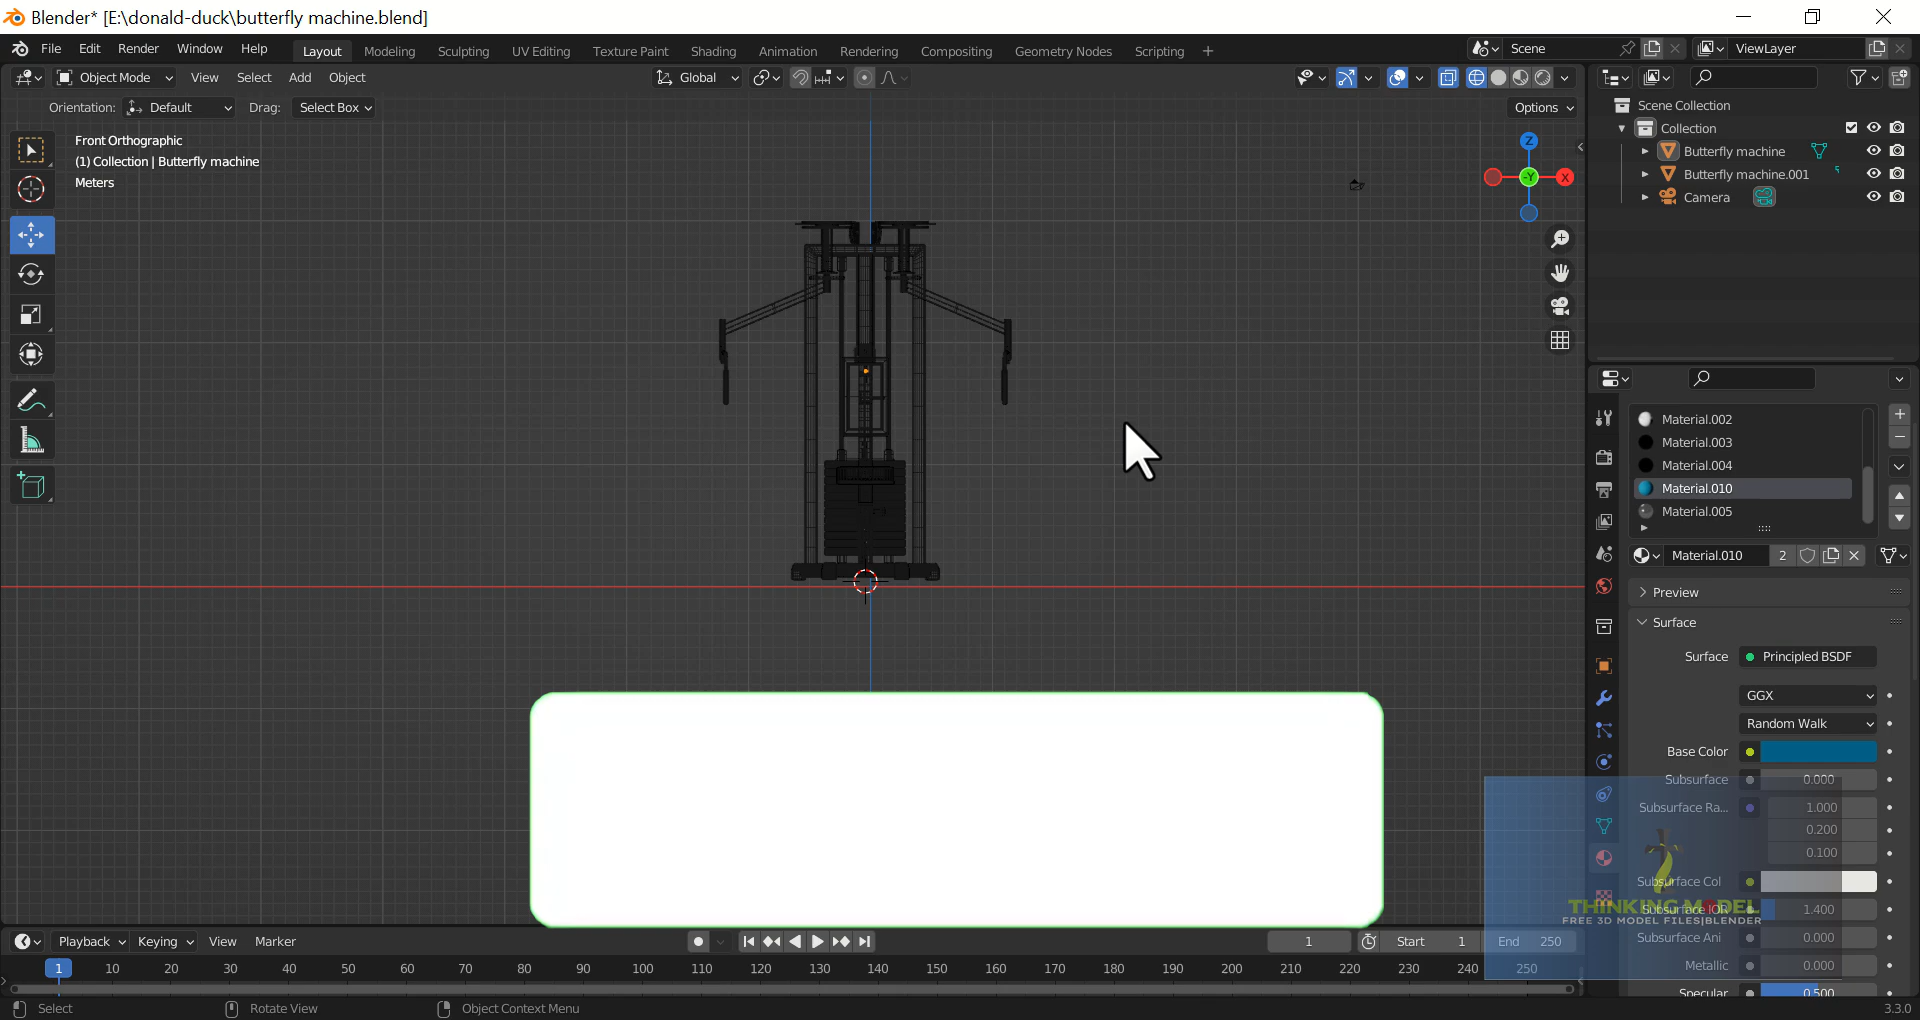 Blender* [E:\donald-duck\butterfly machine.blend]
File Edit Render Window Help Layout Modeling Sculpting UV Editing Texture Paint Shading Animation Rendering Compositing Geometry Nodes Scripting + Scene ViewLayer
Object Mode View Select Add Object Global
Orientation: Default Drag: Select Box Options
Front Orthographic
(1) Collection | Butterfly machine
Meters
Z
-Y X
Scene Collection
Collection
Butterfly machine
Butterfly machine.001
Camera
Material.002
Material.003
Material.004
Material.010
Material.005
Material.010 2
Preview
Surface
Surface Principled BSDF
GGX
Random Walk
Base Color
Subsurface 0.000
Subsurface Ra... 1.000
0.200
0.100
Subsurface Col
Subsurface IOR 1.400
Subsurface Ani 0.000
Metallic 0.000
Specular 0.500
THINKING MODEL
FREE 3D MODEL FILES|BLENDER
Playback Keying View Marker 1 Start 1 End 250
1 10 20 30 40 50 60 70 80 90 100 110 120 130 140 150 160 170 180 190 200 210 220 230 240 250
Select Rotate View Object Context Menu 3.3.0